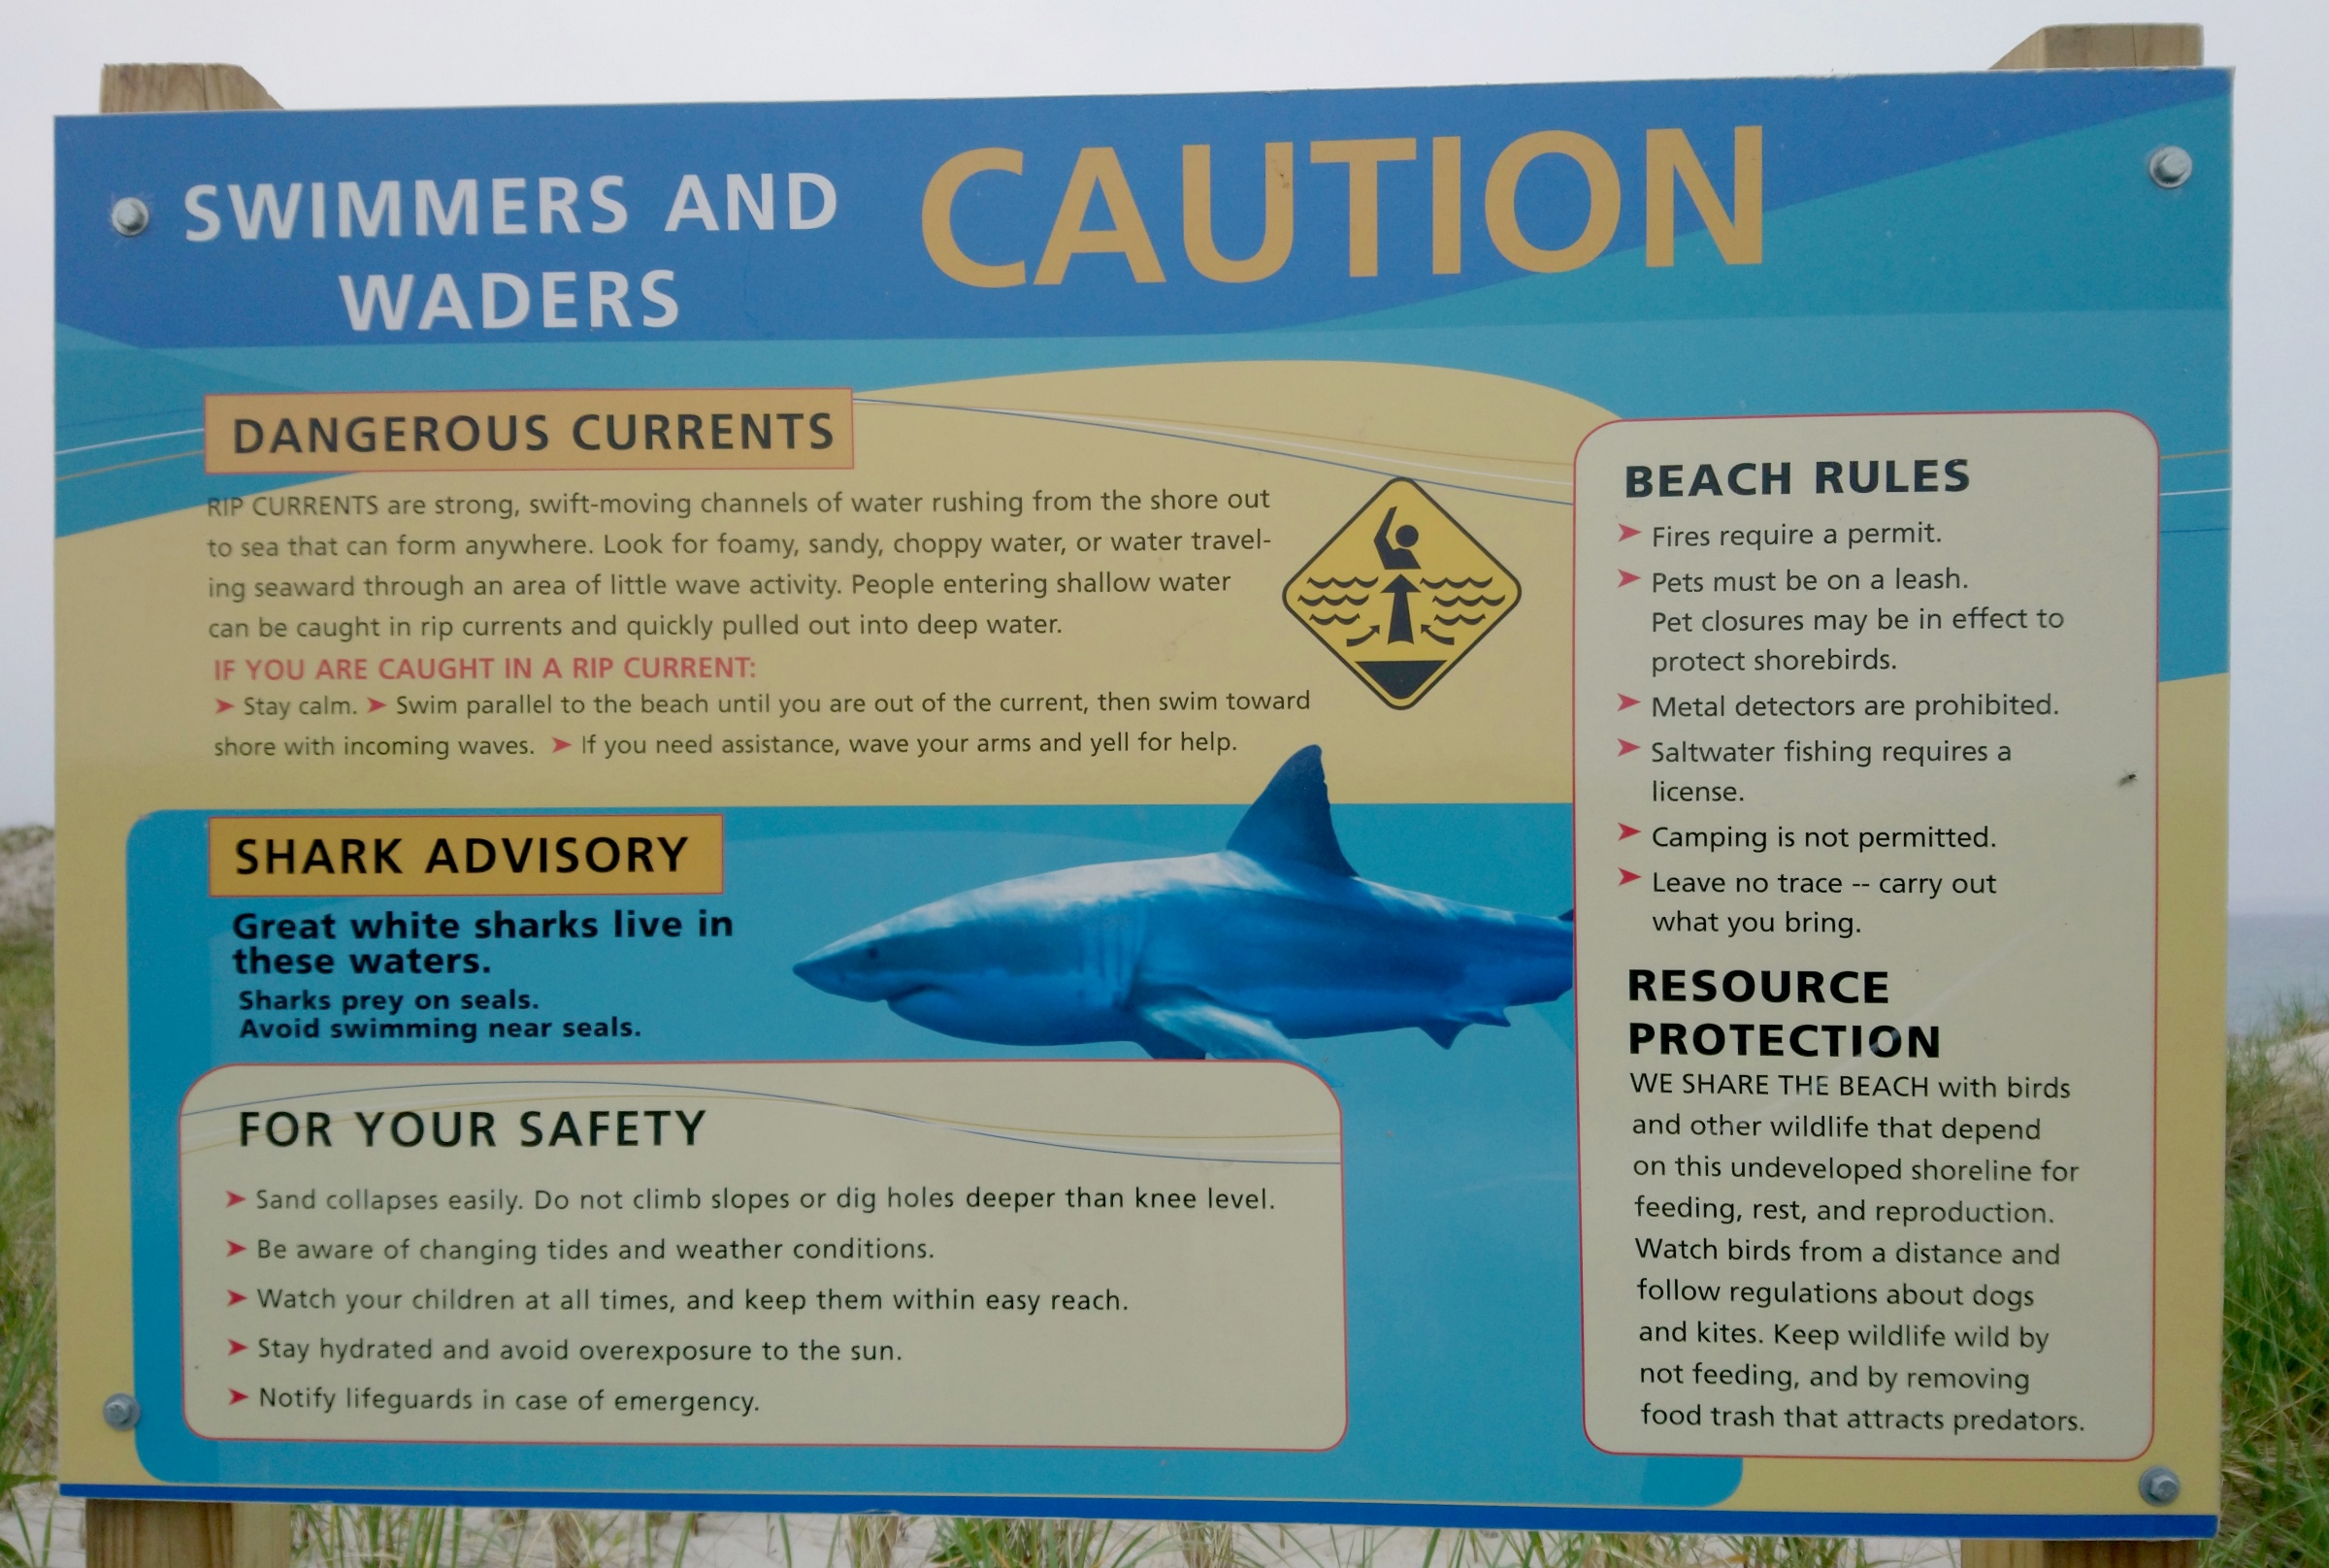 SWIMMERS AND
WADERS
CAUTION
DANGEROUS CURRENTS
RIP CURRENTS are strong, swift-moving channels of water rushing from the shore out
to sea that can form anywhere. Look for foamy, sandy, choppy water, or water travel-
ing seaward through an area of little wave activity. People entering shallow water
can be caught in rip currents and quickly pulled out into deep water.
IF YOU ARE CAUGHT IN A RIP CURRENT:
➤ Stay calm. ➤ Swim parallel to the beach until you are out of the current, then swim toward
shore with incoming waves. ➤ If you need assistance, wave your arms and yell for help.
SHARK ADVISORY
Great white sharks live in
these waters.
Sharks prey on seals.
Avoid swimming near seals.
FOR YOUR SAFETY
➤ Sand collapses easily. Do not climb slopes or dig holes deeper than knee level.
➤ Be aware of changing tides and weather conditions.
➤ Watch your children at all times, and keep them within easy reach.
➤ Stay hydrated and avoid overexposure to the sun.
➤ Notify lifeguards in case of emergency.
BEACH RULES
➤ Fires require a permit.
➤ Pets must be on a leash.
Pet closures may be in effect to
protect shorebirds.
➤ Metal detectors are prohibited.
➤ Saltwater fishing requires a
license.
➤ Camping is not permitted.
➤ Leave no trace -- carry out
what you bring.
RESOURCE
PROTECTION
WE SHARE THE BEACH with birds
and other wildlife that depend
on this undeveloped shoreline for
feeding, rest, and reproduction.
Watch birds from a distance and
follow regulations about dogs
and kites. Keep wildlife wild by
not feeding, and by removing
food trash that attracts predators.